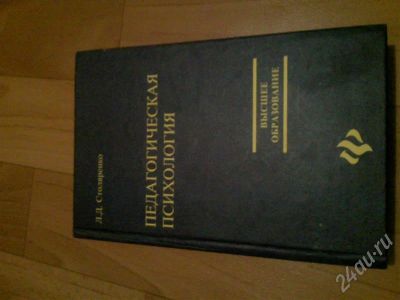 Л.Д. Столяренко
ПЕДАГОГИЧЕСКАЯ
ПСИХОЛОГИЯ
ВЫСШЕЕ
ОБРАЗОВАНИЕ
24au.ru